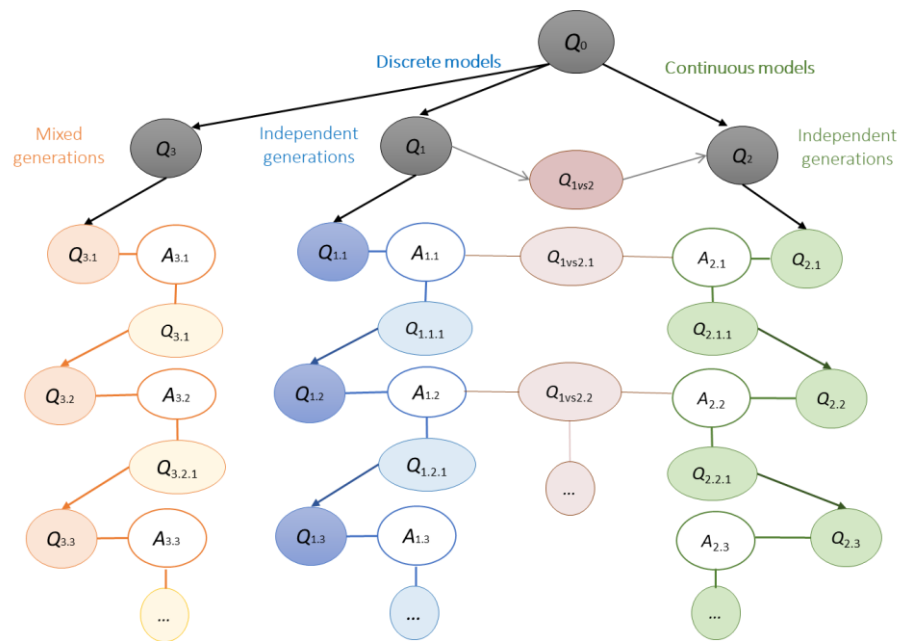 Q0
Discrete models
Continuous models
Mixed
generations
Independent
generations
Independent
generations
Q3
Q1
Q2
Q1vs2
Q3.1
A3.1
Q1.1
A1.1
Q1vs2.1
A2.1
Q2.1
Q3.1
Q1.1.1
Q2.1.1
Q3.2
A3.2
Q1.2
A1.2
Q1vs2.2
A2.2
Q2.2
Q3.2.1
Q1.2.1
Q2.2.1
...
Q3.3
A3.3
Q1.3
A1.3
A2.3
Q2.3
...
...
...